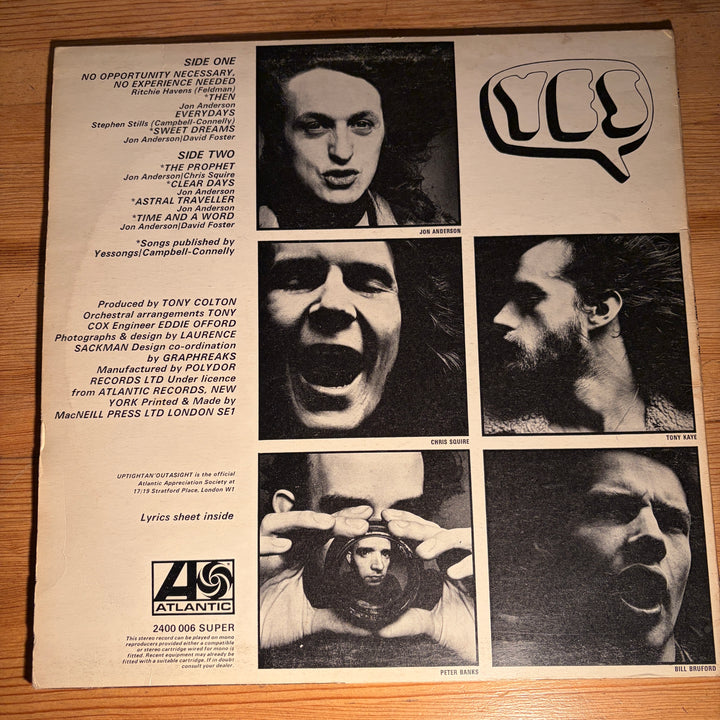 SIDE ONE
NO OPPORTUNITY NECESSARY,
NO EXPERIENCE NEEDED
Ritchie Havens (Feldman)
*THEN
Jon Anderson
EVERYDAYS
Stephen Stills (Campbell-Connelly)
*SWEET DREAMS
Jon Anderson|David Foster
SIDE TWO
*THE PROPHET
Jon Anderson|Chris Squire
*CLEAR DAYS
Jon Anderson
*ASTRAL TRAVELLER
Jon Anderson
*TIME AND A WORD
Jon Anderson|David Foster
*Songs published by
Yessongs|Campbell-Connelly
Produced by TONY COLTON
Orchestral arrangements TONY
COX Engineer EDDIE OFFORD
Photographs & design by LAURENCE
SACKMAN Design co-ordination
by GRAPHREAKS
Manufactured by POLYDOR
RECORDS LTD Under licence
from ATLANTIC RECORDS, NEW
YORK Printed & Made by
MacNEILL PRESS LTD LONDON SE1
UPTIGHTAN'OUTASIGHT is the official
Atlantic Appreciation Society at
17/19 Stratford Place, London W1
Lyrics sheet inside
ATLANTIC
2400 006 SUPER
This stereo record can be played on mono
reproducers provided either a compatible
or stereo cartridge wired for mono is
fitted. Recent equipment may already be
fitted with a suitable cartridge. If in doubt
consult your dealer.
YES
JON ANDERSON
CHRIS SQUIRE
TONY KAYE
PETER BANKS
BILL BRUFORD